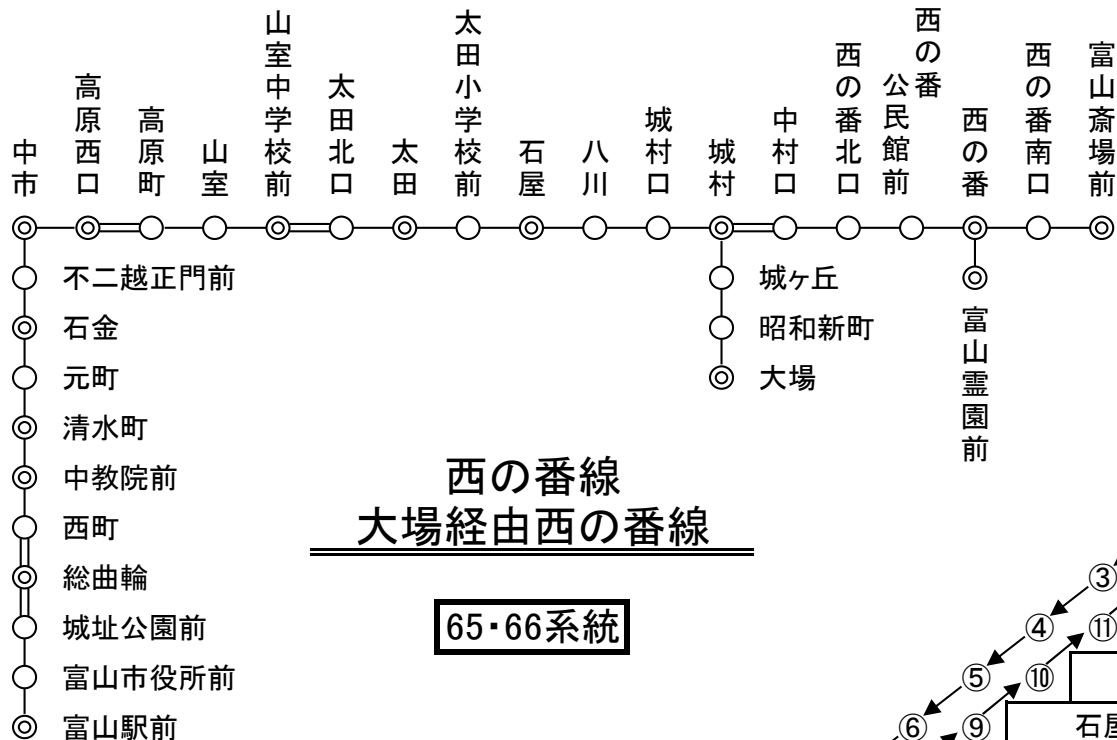 中市
高原西口
高原町
山室
山室中学校前
太田北口
太田
太田小学校前
石屋
八川
城村口
城村
中村口
西の番北口
西の番
公民館前
西の番
西の番南口
富山斎場前
不二越正門前
石金
元町
清水町
中教院前
西町
総曲輪
城址公園前
富山市役所前
富山駅前
城ヶ丘
昭和新町
大場
富山霊園前
西の番線
大場経由西の番線
65・66系統
③
④
⑪
⑤
⑩
⑥
⑨
石屋